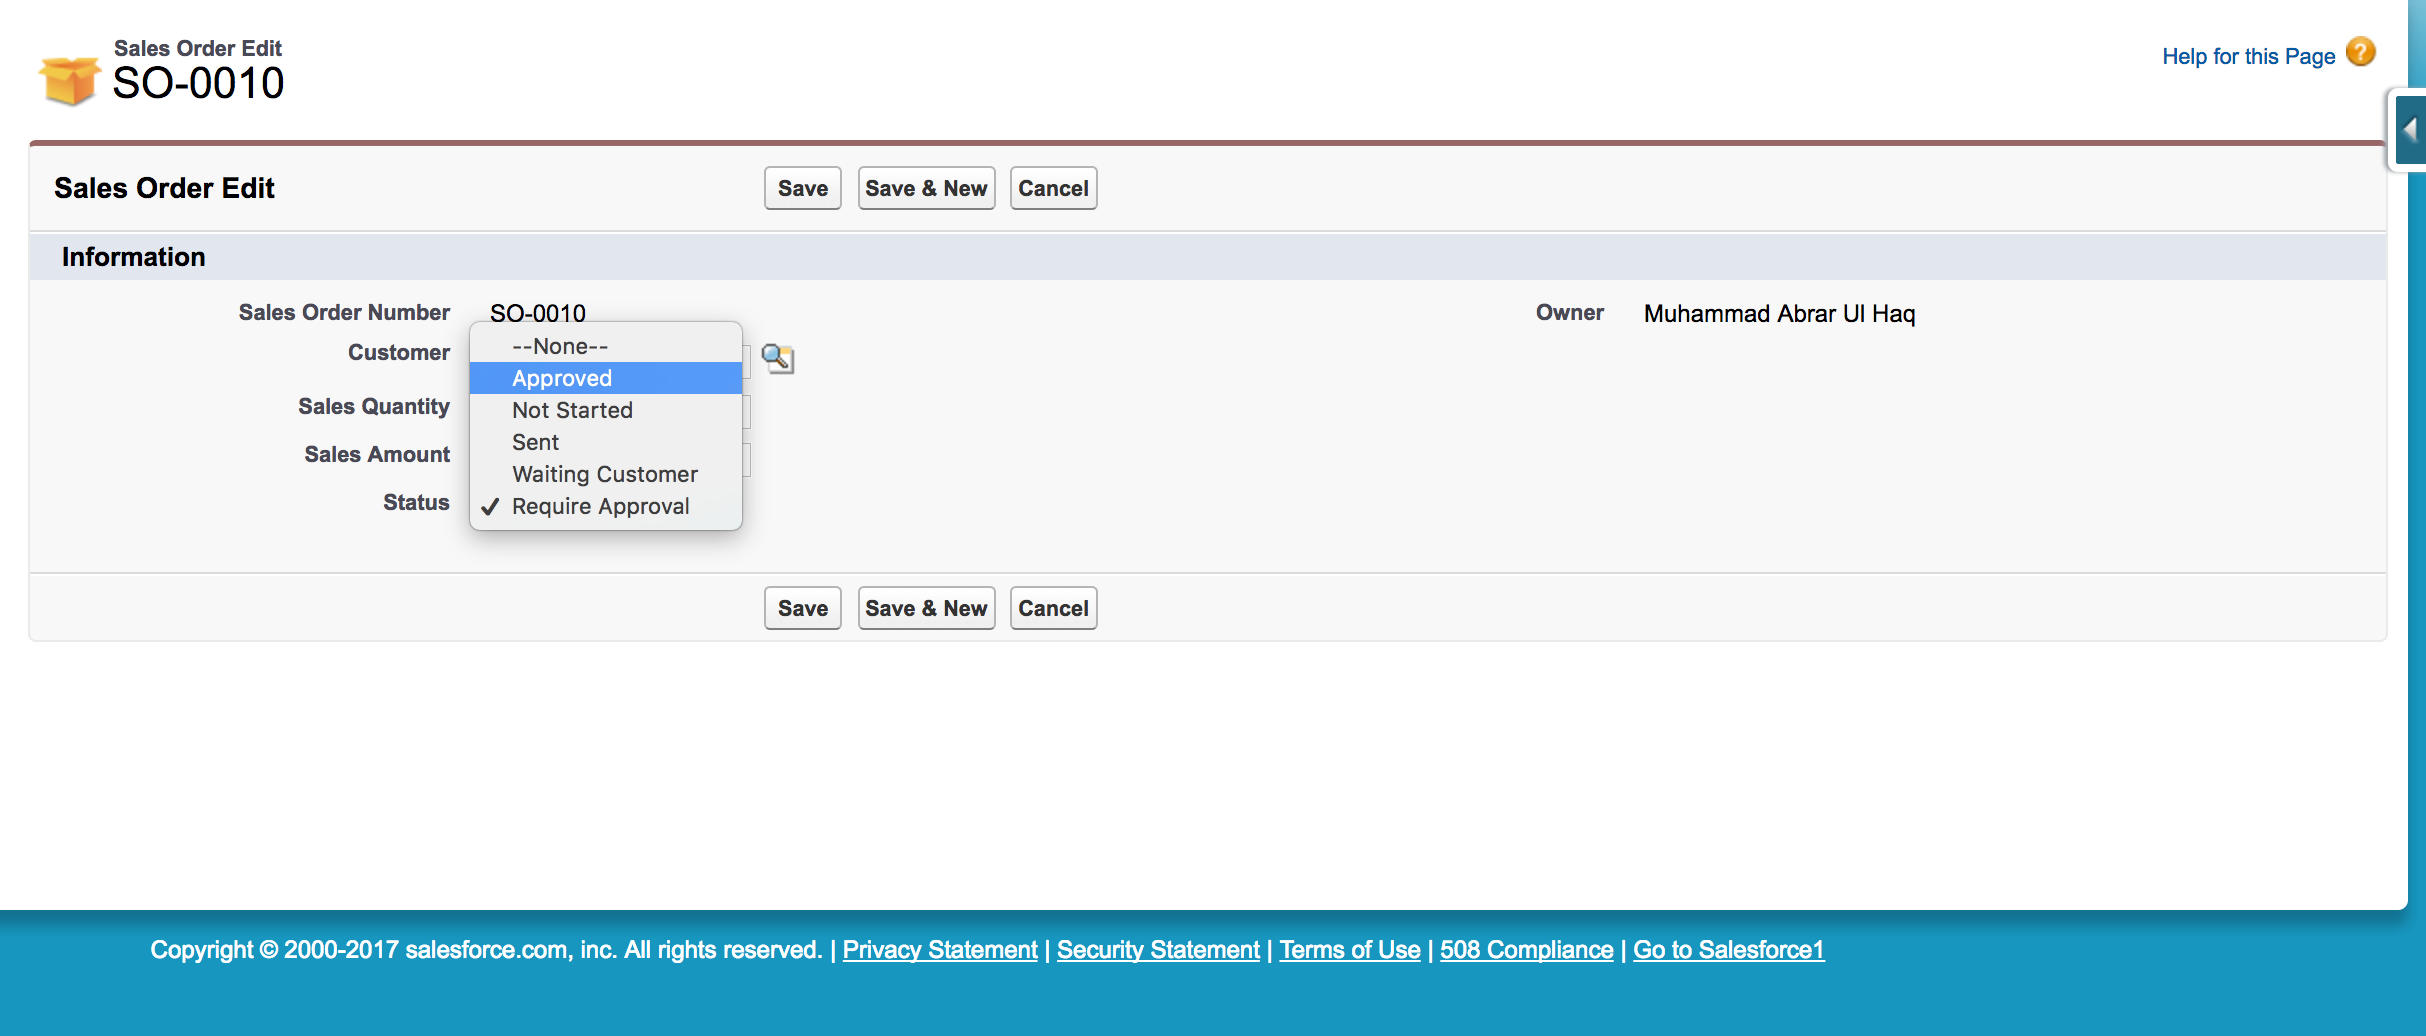 Sales Order Edit
SO-0010
Help for this Page ?
Sales Order Edit
Save Save & New Cancel
Information
Sales Order Number SO-0010 Owner Muhammad Abrar Ul Haq
Customer
Sales Quantity
Sales Amount
Status
--None--
Approved
Not Started
Sent
Waiting Customer
✓ Require Approval
Save Save & New Cancel
Copyright © 2000-2017 salesforce.com, inc. All rights reserved. | Privacy Statement | Security Statement | Terms of Use | 508 Compliance | Go to Salesforce1